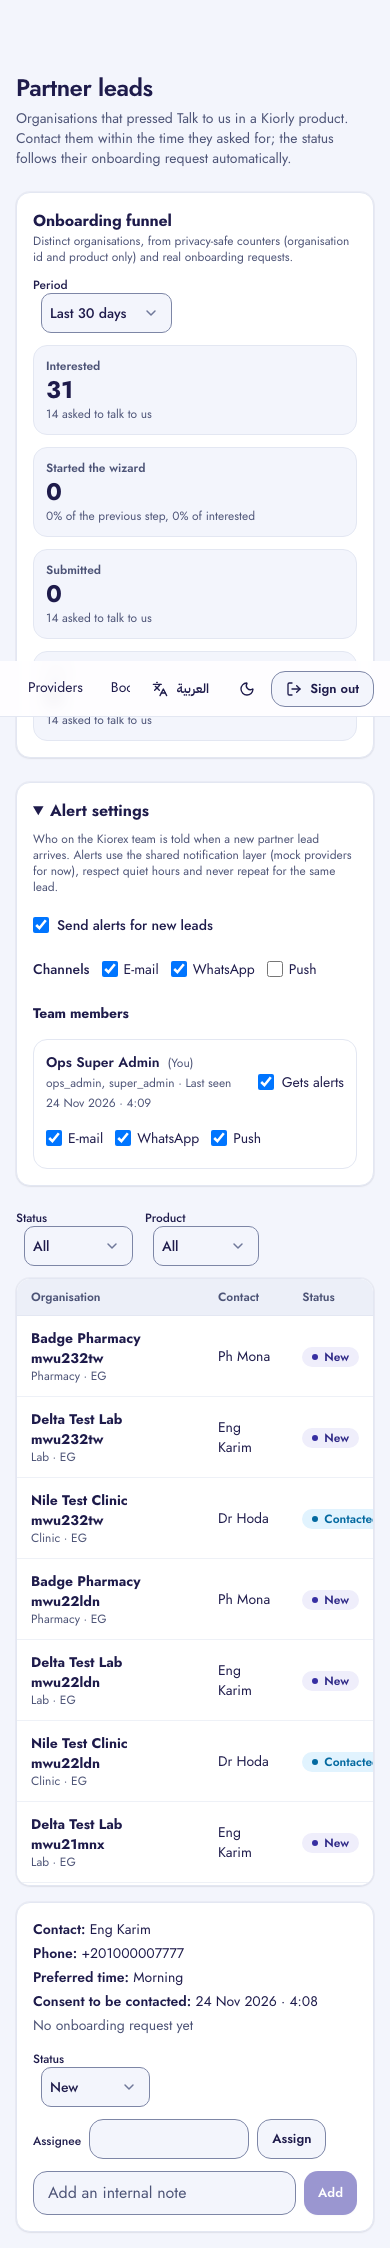 Partner leads
Organisations that pressed Talk to us in a Kiorly product.
Contact them within the time they asked for; the status
follows their onboarding request automatically.
Onboarding funnel
Distinct organisations, from privacy-safe counters (organisation
id and product only) and real onboarding requests.
Period
Last 30 days
Interested
31
14 asked to talk to us
Started the wizard
0
0% of the previous step, 0% of interested
Submitted
0
14 asked to talk to us
Providers
العربية
Sign out
14 asked to talk to us
Alert settings
Who on the Kiorex team is told when a new partner lead
arrives. Alerts use the shared notification layer (mock providers
for now), respect quiet hours and never repeat for the same
lead.
Send alerts for new leads
Channels E-mail WhatsApp Push
Team members
Ops Super Admin (You)
ops_admin, super_admin · Last seen
24 Nov 2026 · 4:09
Gets alerts
E-mail WhatsApp Push
Status Product
All All
Organisation Contact Status
Badge Pharmacy
mwu232tw
Pharmacy · EG
Ph Mona
New
Delta Test Lab
mwu232tw
Lab · EG
Eng
Karim
New
Nile Test Clinic
mwu232tw
Clinic · EG
Dr Hoda
Contacted
Badge Pharmacy
mwu22ldn
Pharmacy · EG
Ph Mona
New
Delta Test Lab
mwu22ldn
Lab · EG
Eng
Karim
New
Nile Test Clinic
mwu22ldn
Clinic · EG
Dr Hoda
Contacted
Delta Test Lab
mwu21mnx
Lab · EG
Eng
Karim
New
Contact: Eng Karim
Phone: +201000007777
Preferred time: Morning
Consent to be contacted: 24 Nov 2026 · 4:08
No onboarding request yet
Status
New
Assignee
Assign
Add an internal note
Add